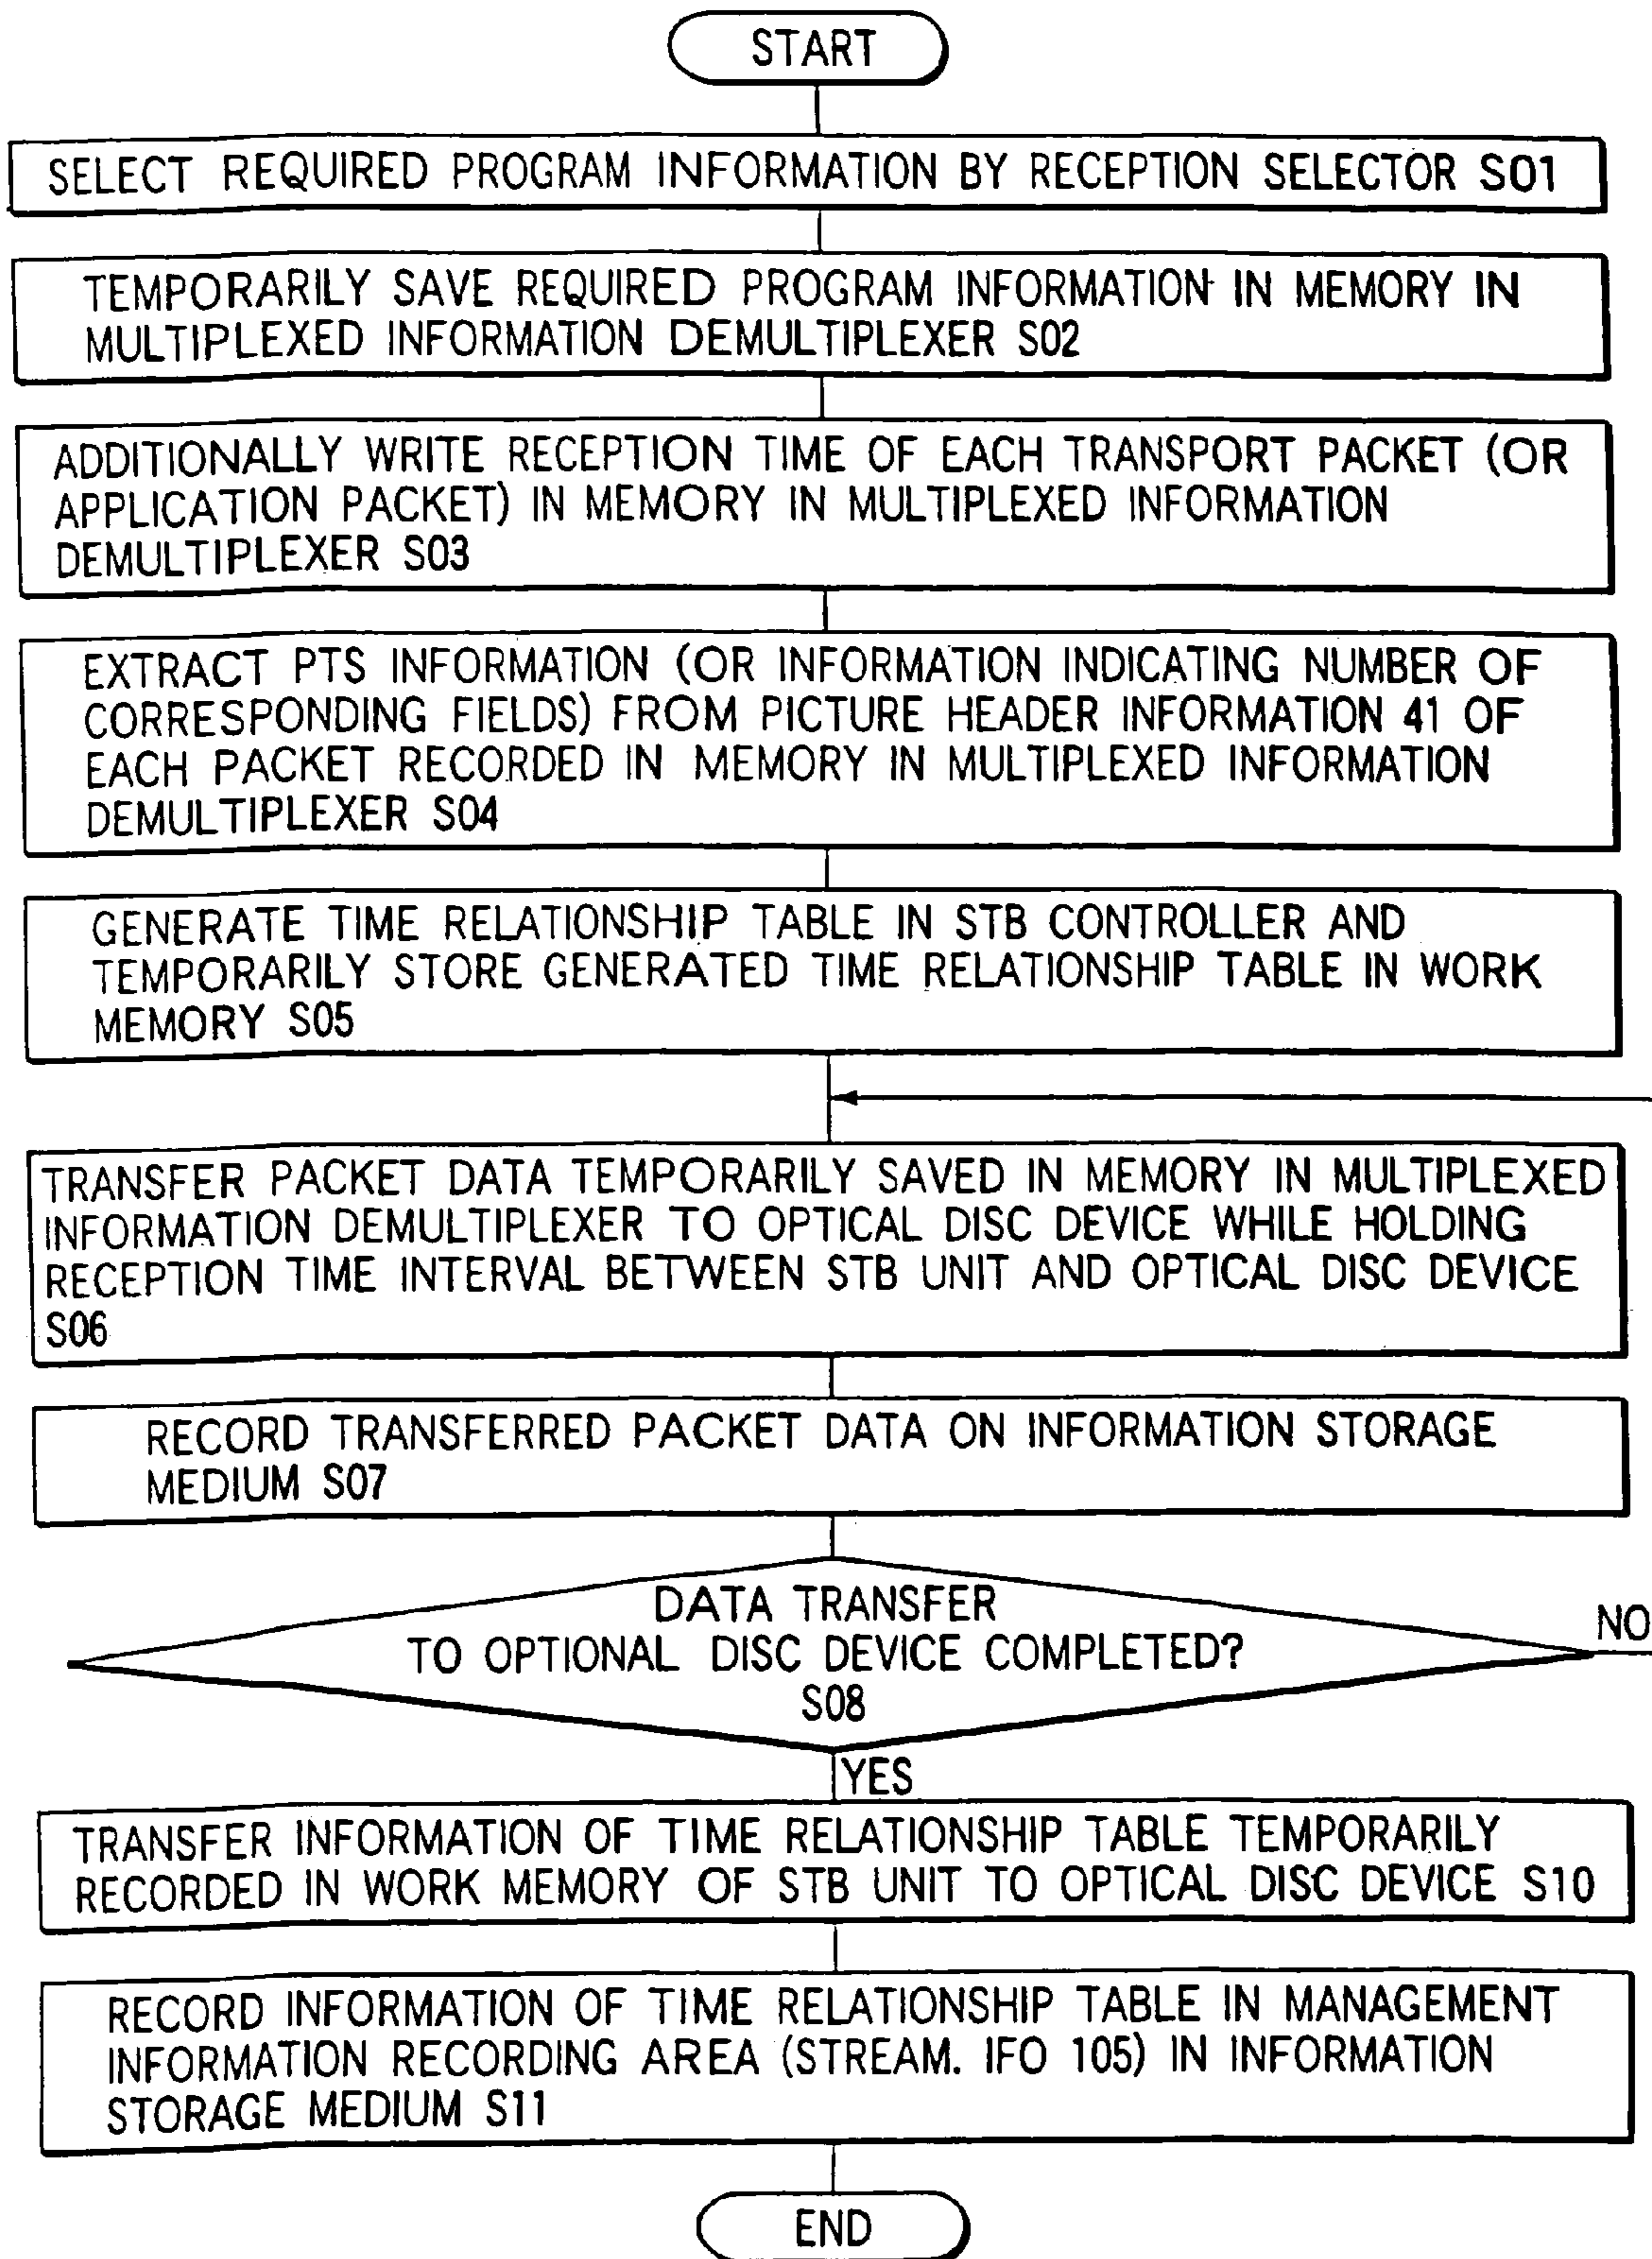 START
SELECT REQUIRED PROGRAM INFORMATION BY RECEPTION SELECTOR S01
TEMPORARILY SAVE REQUIRED PROGRAM INFORMATION IN MEMORY IN
MULTIPLEXED INFORMATION DEMULTIPLEXER S02
ADDITIONALLY WRITE RECEPTION TIME OF EACH TRANSPORT PACKET (OR
APPLICATION PACKET) IN MEMORY IN MULTIPLEXED INFORMATION
DEMULTIPLEXER S03
EXTRACT PTS INFORMATION (OR INFORMATION INDICATING NUMBER OF
CORRESPONDING FIELDS) FROM PICTURE HEADER INFORMATION 41 OF
EACH PACKET RECORDED IN MEMORY IN MULTIPLEXED INFORMATION
DEMULTIPLEXER S04
GENERATE TIME RELATIONSHIP TABLE IN STB CONTROLLER AND
TEMPORARILY STORE GENERATED TIME RELATIONSHIP TABLE IN WORK
MEMORY S05
TRANSFER PACKET DATA TEMPORARILY SAVED IN MEMORY IN MULTIPLEXED
INFORMATION DEMULTIPLEXER TO OPTICAL DISC DEVICE WHILE HOLDING
RECEPTION TIME INTERVAL BETWEEN STB UNIT AND OPTICAL DISC DEVICE
S06
RECORD TRANSFERRED PACKET DATA ON INFORMATION STORAGE
MEDIUM S07
DATA TRANSFER
TO OPTIONAL DISC DEVICE COMPLETED?
S08
NO
YES
TRANSFER INFORMATION OF TIME RELATIONSHIP TABLE TEMPORARILY
RECORDED IN WORK MEMORY OF STB UNIT TO OPTICAL DISC DEVICE S10
RECORD INFORMATION OF TIME RELATIONSHIP TABLE IN MANAGEMENT
INFORMATION RECORDING AREA (STREAM. IFO 105) IN INFORMATION
STORAGE MEDIUM S11
END